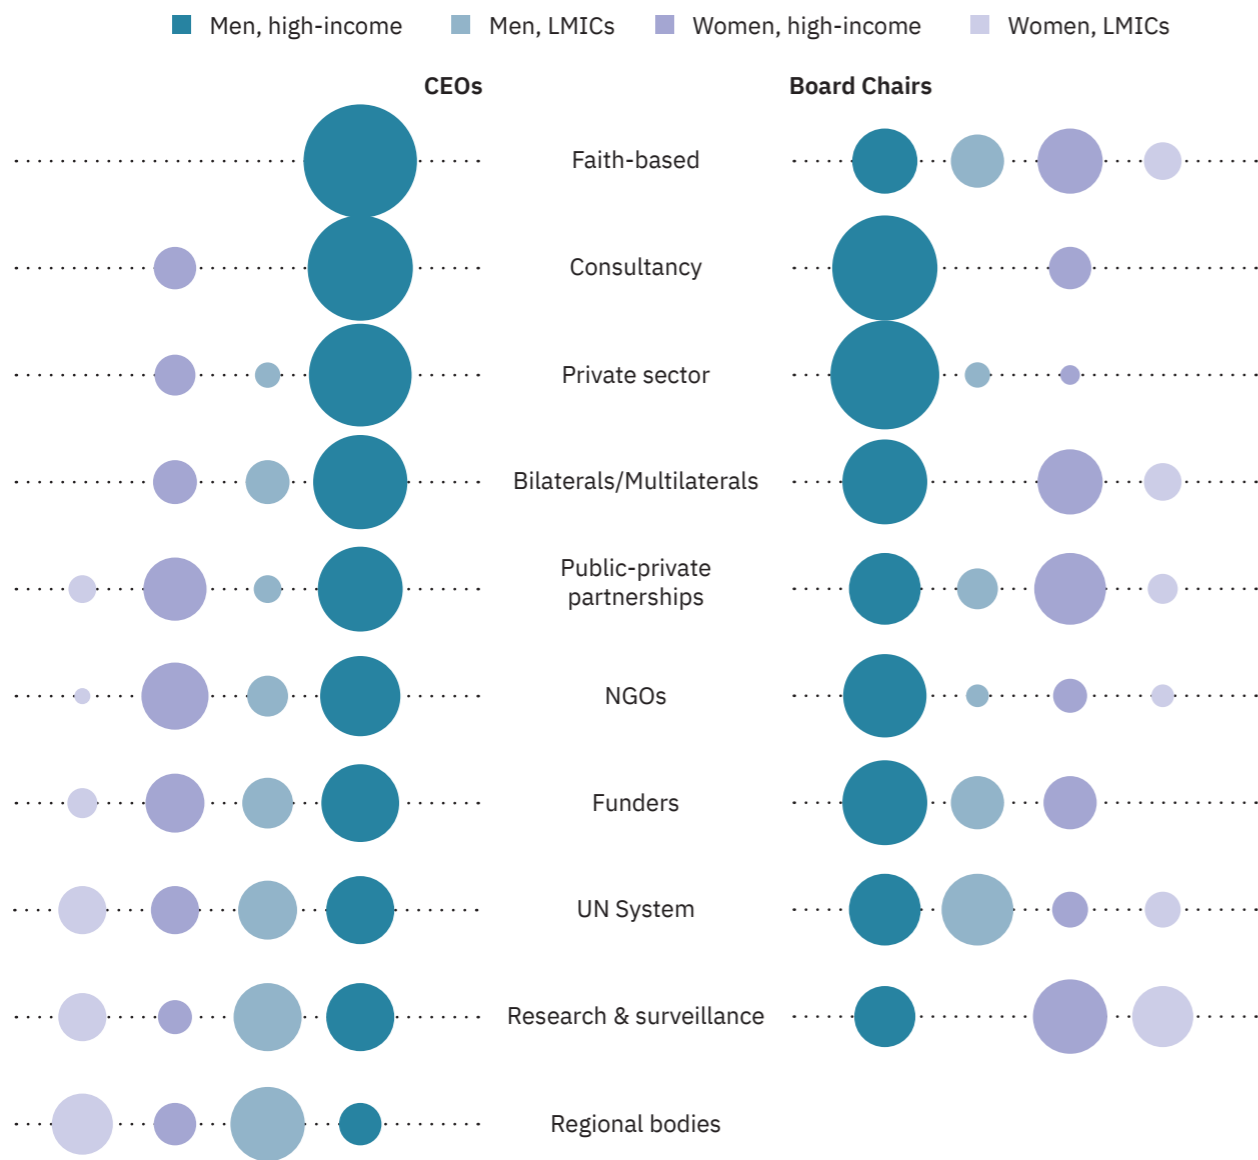 Men, high-income Men, LMICs Women, high-income Women, LMICs
CEOs Board Chairs
Faith-based
Consultancy
Private sector
Bilaterals/Multilaterals
Public-private
partnerships
NGOs
Funders
UN System
Research & surveillance
Regional bodies